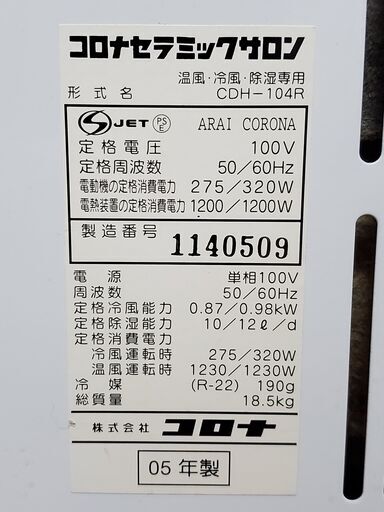 コロナセラミックサロン
温風・冷風・除湿専用
形式名 CDH-104R
JET PSE ARAI CORONA
定格電圧 100V
定格周波数 50/60Hz
電動機の定格消費電力 275/320W
電熱装置の定格消費電力 1200/1200W
製造番号 1140509
電源 単相100V
周波数 50/60Hz
定格冷風能力 0.87/0.98kW
定格除湿能力 10/12ℓ/d
定格消費電力
冷風運転時 275/320W
温風運転時 1230/1230W
冷媒 (R-22) 190g
総質量 18.5kg
株式会社 コロナ
05年製